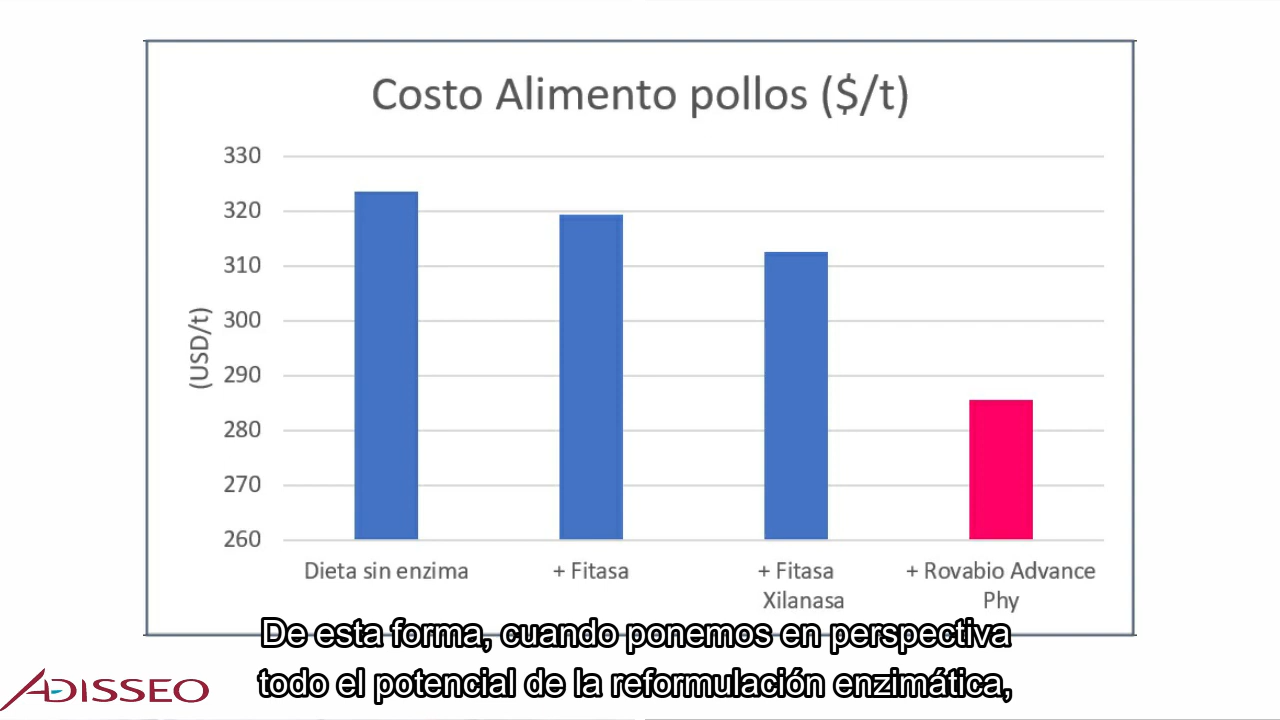 Costo Alimento pollos ($/t)
330
320
310
300
290
280
270
260
(USD/t)
Dieta sin enzima
+ Fitasa
+ Fitasa
Xilanasa
+ Rovabio Advance
Phy
De esta forma, cuando ponemos en perspectiva
todo el potencial de la reformulación enzimática,
ADISSEO